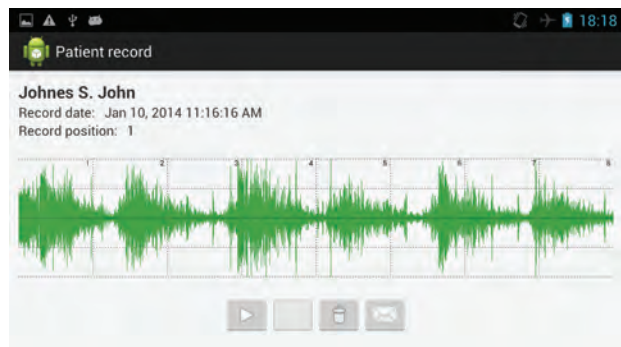 18:18
Patient record
Johnes S. John
Record date: Jan 10, 2014 11:16:16 AM
Record position: 1
1 2 3 4 5 6 7 8